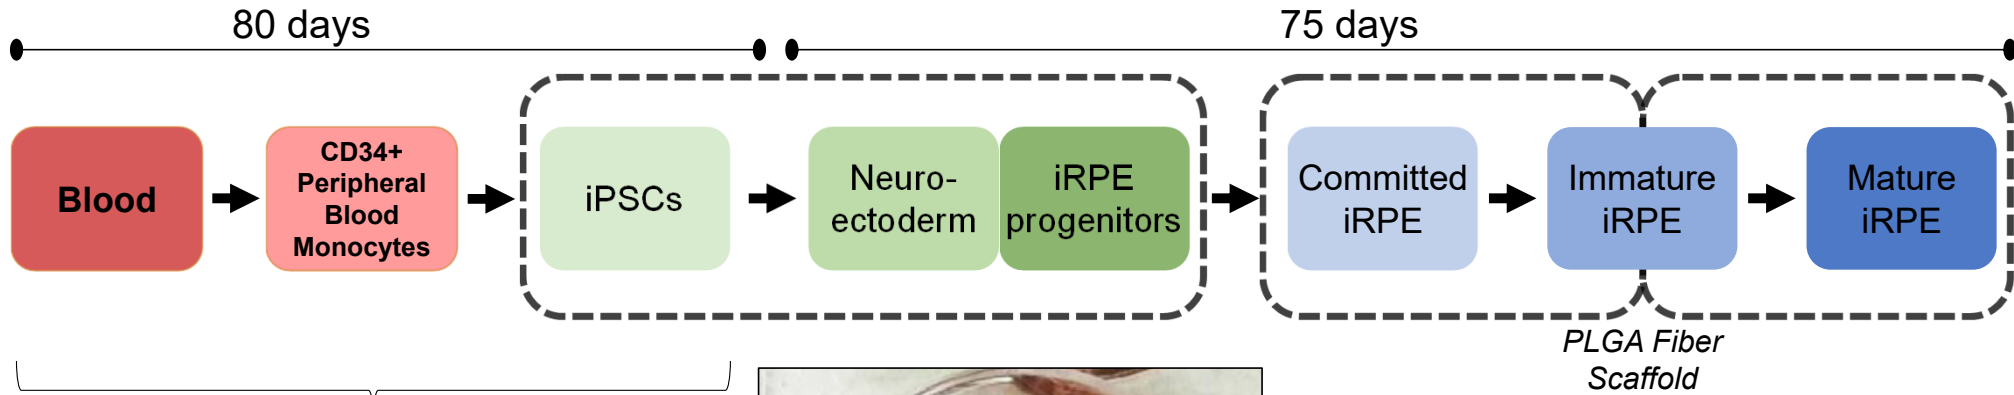 80 days
75 days
Blood
CD34+
Peripheral
Blood
Monocytes
iPSCs
Neuro-
ectoderm
iRPE
progenitors
Committed
iRPE
Immature
iRPE
Mature
iRPE
PLGA Fiber
Scaffold